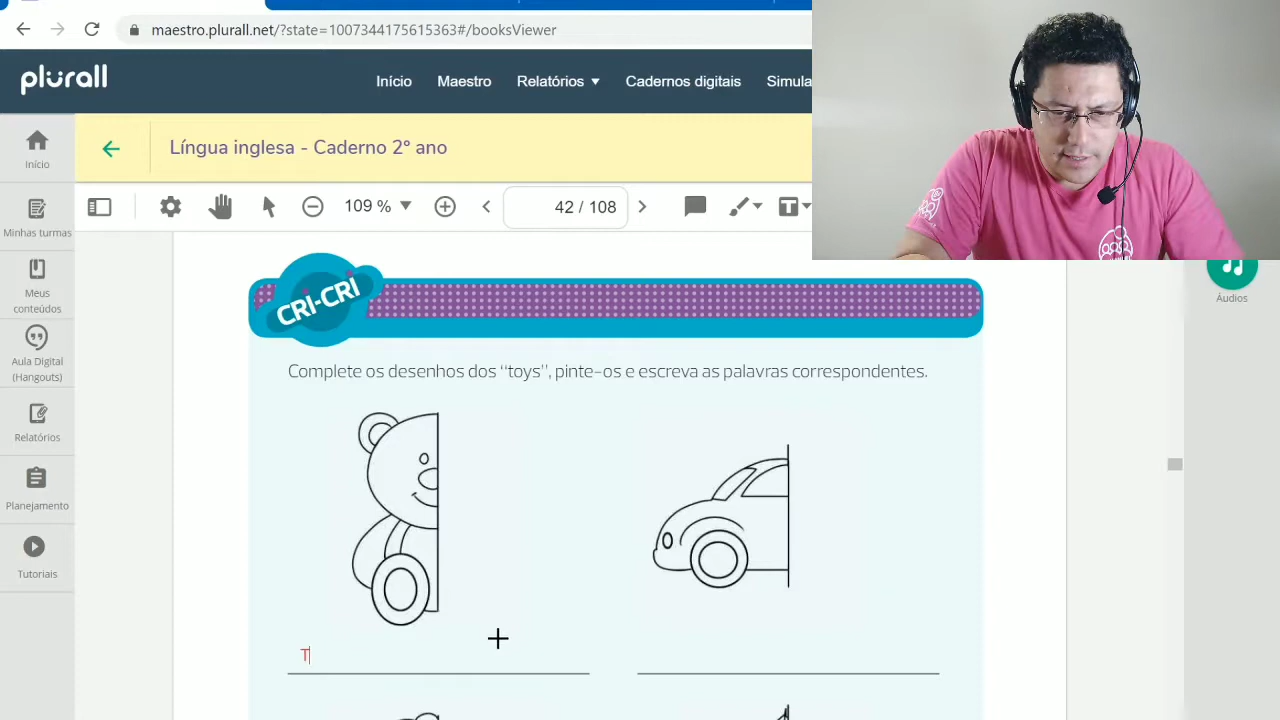 maestro.plurall.net/?state=1007344175615363#/booksViewer
plurall
Início
Maestro
Relatórios
Cadernos digitais
Simula
Língua inglesa - Caderno 2º ano
109 %
42 / 108
Início
Minhas turmas
Meus
conteúdos
Aula Digital
(Hangouts)
Relatórios
Planejamento
Tutoriais
Áudios
CRI-CRI
Complete os desenhos dos “toys”, pinte-os e escreva as palavras correspondentes.
T